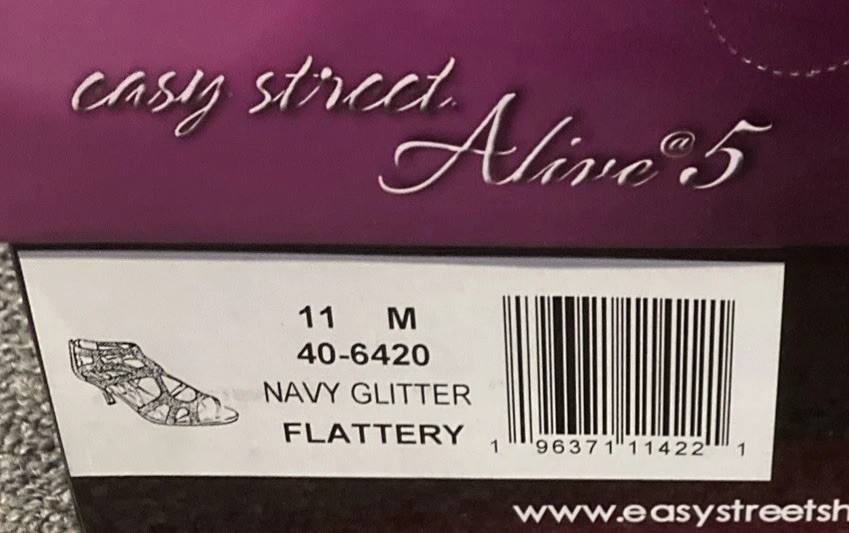 easy street
Alive@5
11 M
40-6420
NAVY GLITTER
FLATTERY
1 96371 11422 1
www.easystreetsh